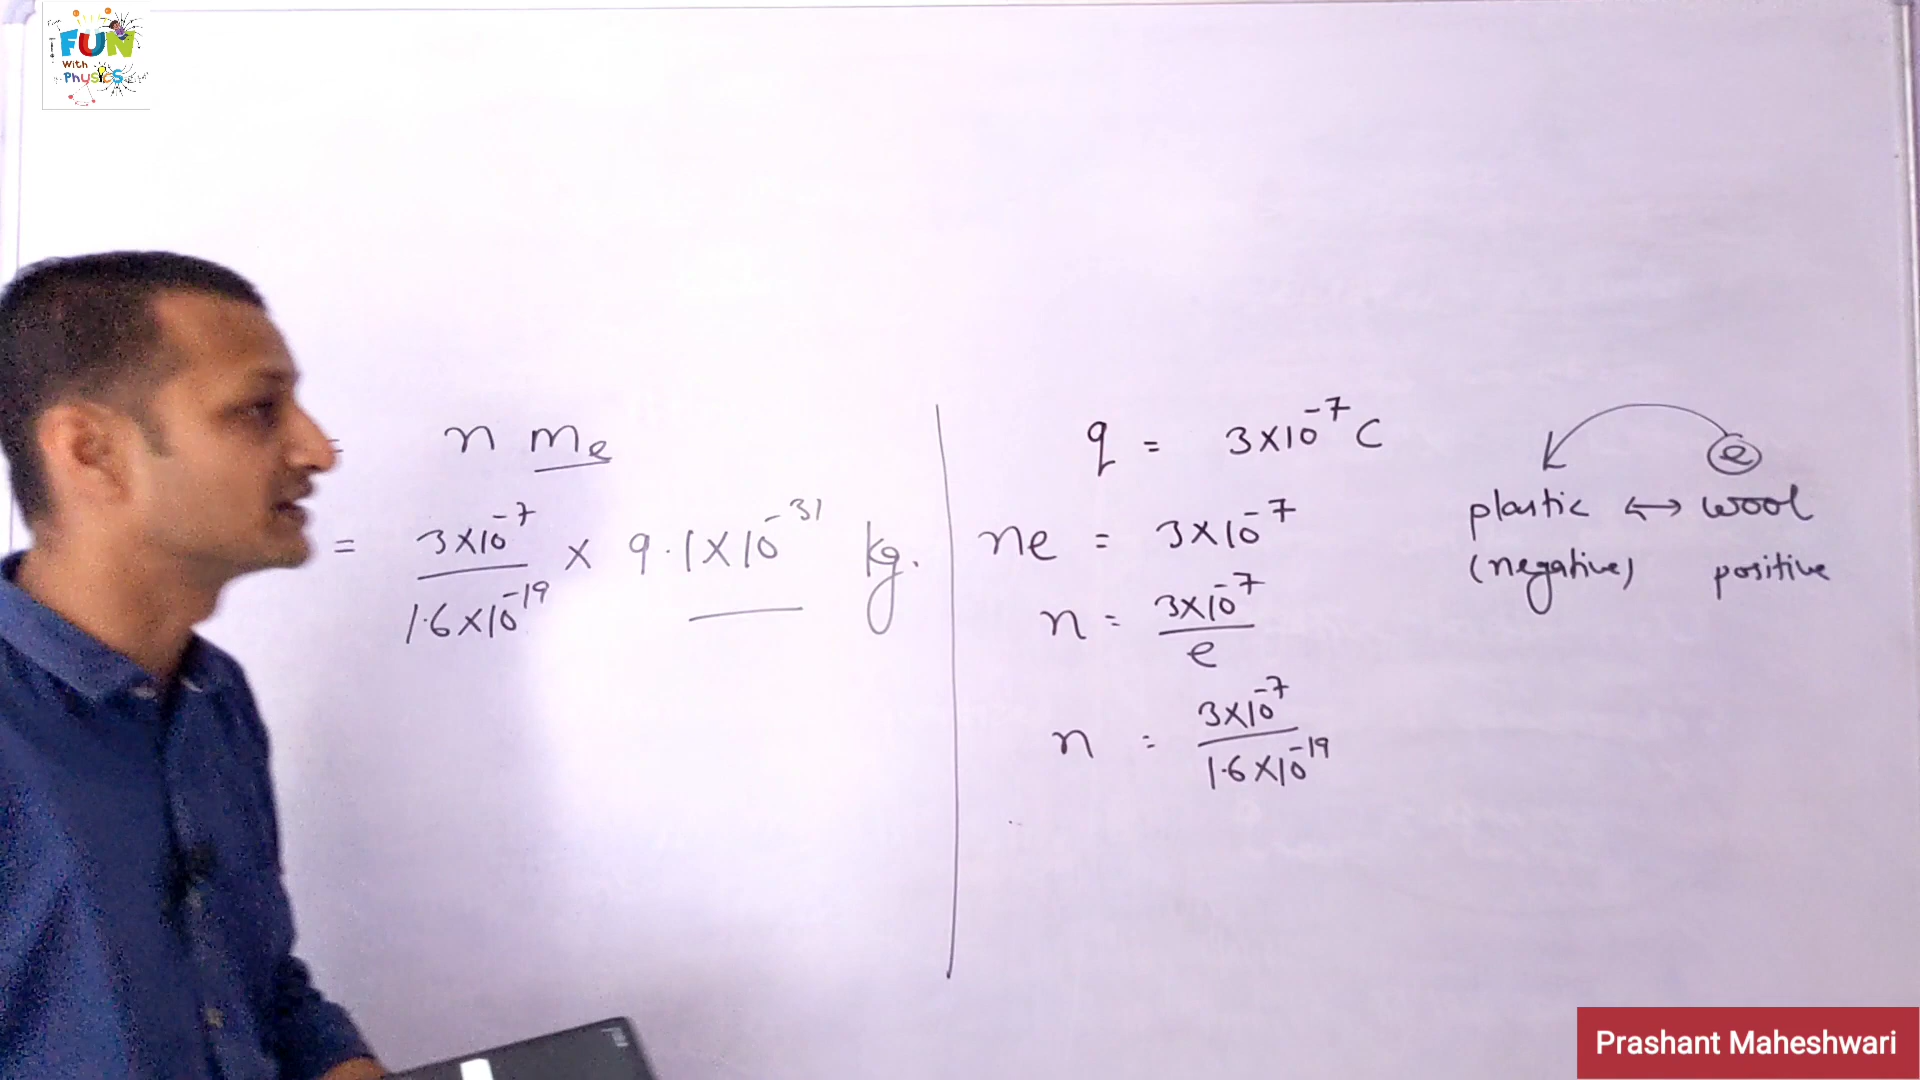 FUN
With
Physics
= n me
= 3×10⁻⁷ / 1.6×10⁻¹⁹ × 9.1×10⁻³¹ kg.
q = 3×10⁻⁷ C
ne = 3×10⁻⁷
n = 3×10⁻⁷ / e
n = 3×10⁻⁷ / 1.6×10⁻¹⁹
e
plastic ↔ wool
(negative) positive
Prashant Maheshwari